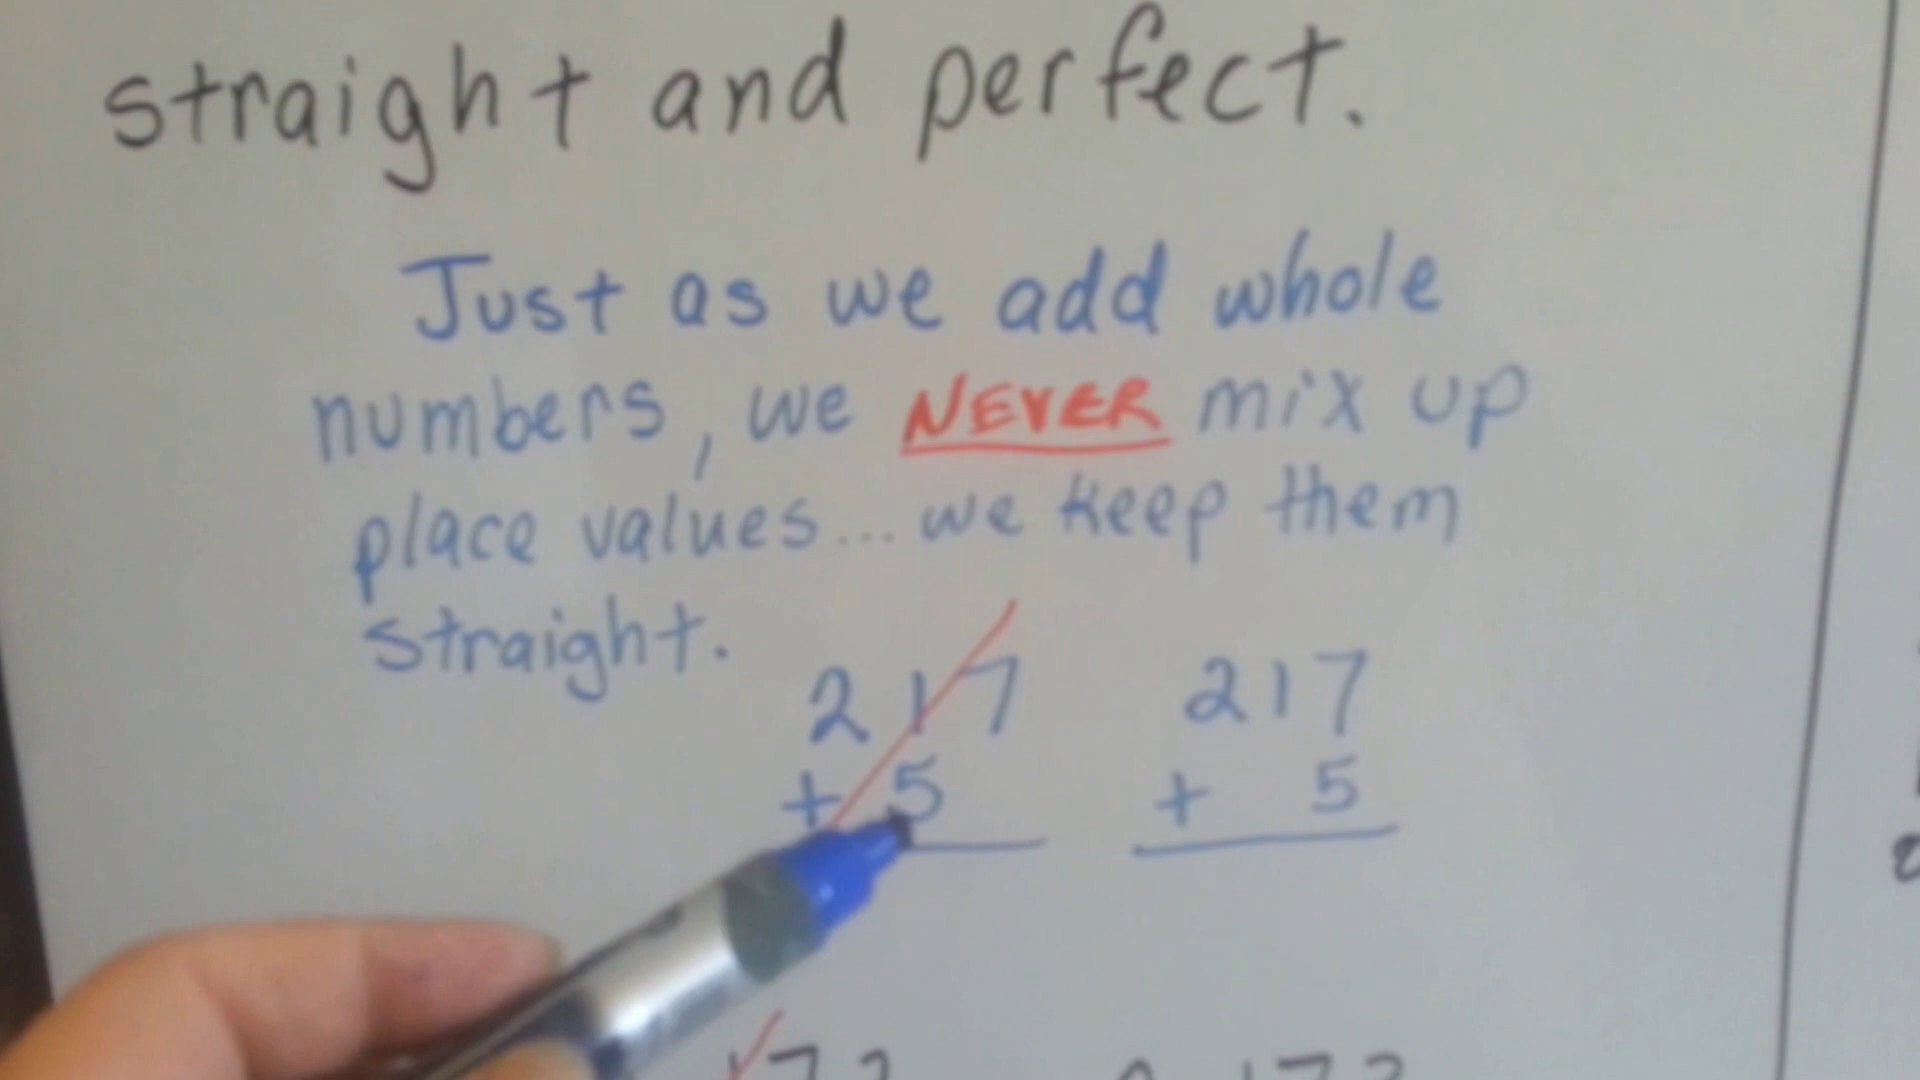 straight and perfect.
Just as we add whole
numbers, we NEVER mix up
place values... we keep them
straight.
217 217
+ 5 + 5